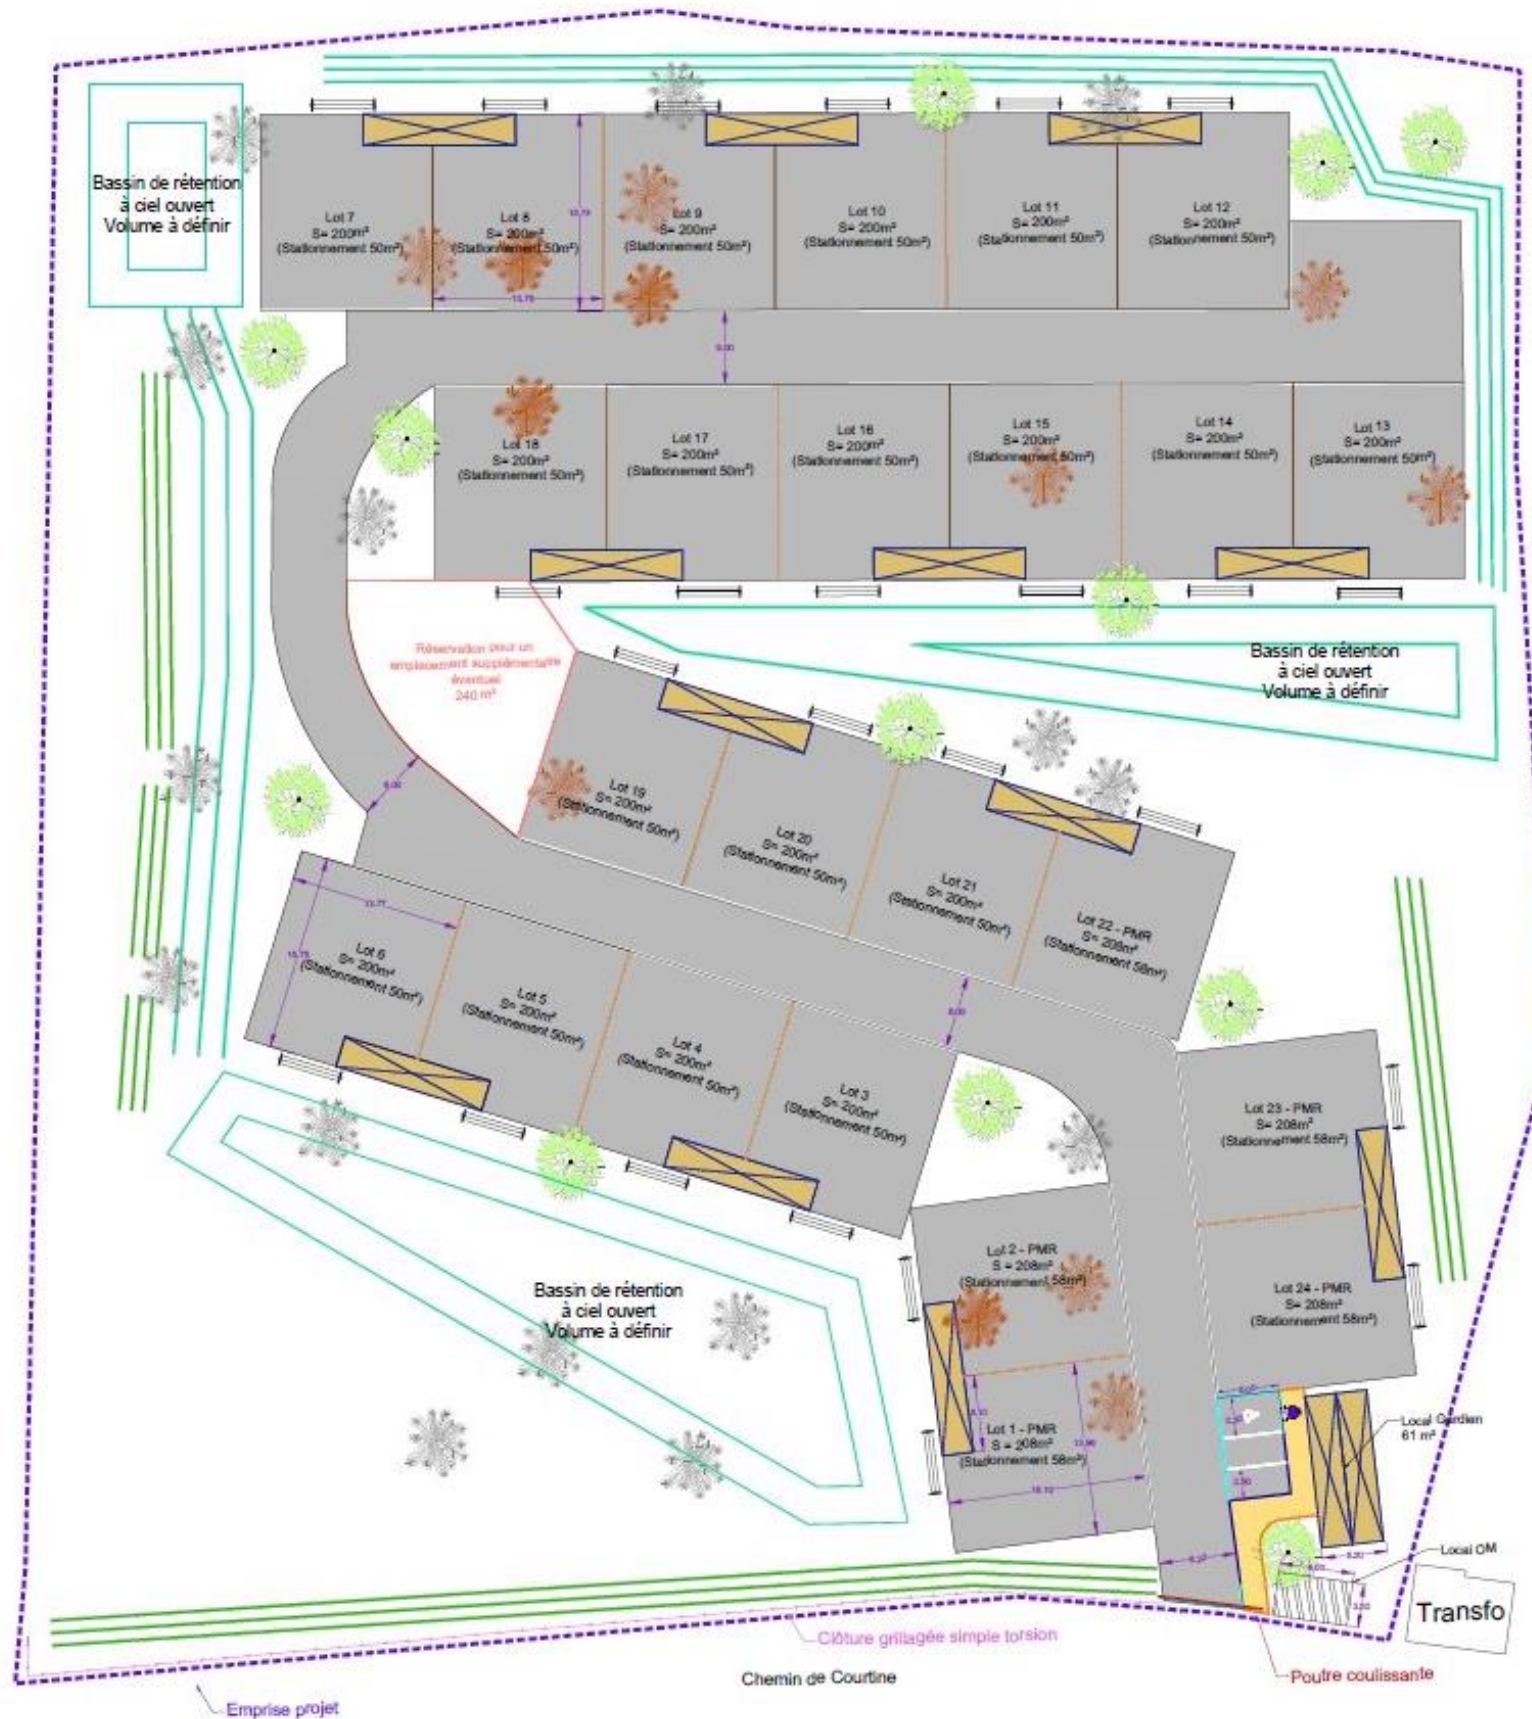 Bassin de rétention
à ciel ouvert
Volume à définir
Lot 7
S= 200m²
(Stationnement 50m²)
Lot 8
S= 200m²
(Stationnement 50m²)
Lot 9
S= 200m²
(Stationnement 50m²)
Lot 10
S= 200m²
(Stationnement 50m²)
Lot 11
S= 200m²
(Stationnement 50m²)
Lot 12
S= 200m²
(Stationnement 50m²)
Lot 18
S= 200m²
(Stationnement 50m²)
Lot 17
S= 200m²
(Stationnement 50m²)
Lot 16
S= 200m²
(Stationnement 50m²)
Lot 15
S= 200m²
(Stationnement 50m²)
Lot 14
S= 200m²
(Stationnement 50m²)
Lot 13
S= 200m²
(Stationnement 50m²)
Réservation pour un
emplacement supplémentaire
éventuel
240 m²
Bassin de rétention
à ciel ouvert
Volume à définir
Lot 19
S= 200m²
(Stationnement 50m²)
Lot 20
S= 200m²
(Stationnement 50m²)
Lot 21
S= 200m²
(Stationnement 50m²)
Lot 22 - PMR
S= 208m²
(Stationnement 58m²)
Lot 6
S= 200m²
(Stationnement 50m²)
Lot 5
S= 200m²
(Stationnement 50m²)
Lot 4
S= 200m²
(Stationnement 50m²)
Lot 3
S= 200m²
(Stationnement 50m²)
Lot 23 - PMR
S= 208m²
(Stationnement 58m²)
Lot 2 - PMR
S = 208m²
(Stationnement 58m²)
Lot 24 - PMR
S= 208m²
(Stationnement 58m²)
Bassin de rétention
à ciel ouvert
Volume à définir
Lot 1 - PMR
S = 208m²
(Stationnement 58m²)
Local Gardien
61 m²
Local OM
Transfo
Clôture grillagée simple torsion
Chemin de Courtine
Poutre coulissante
Emprise projet